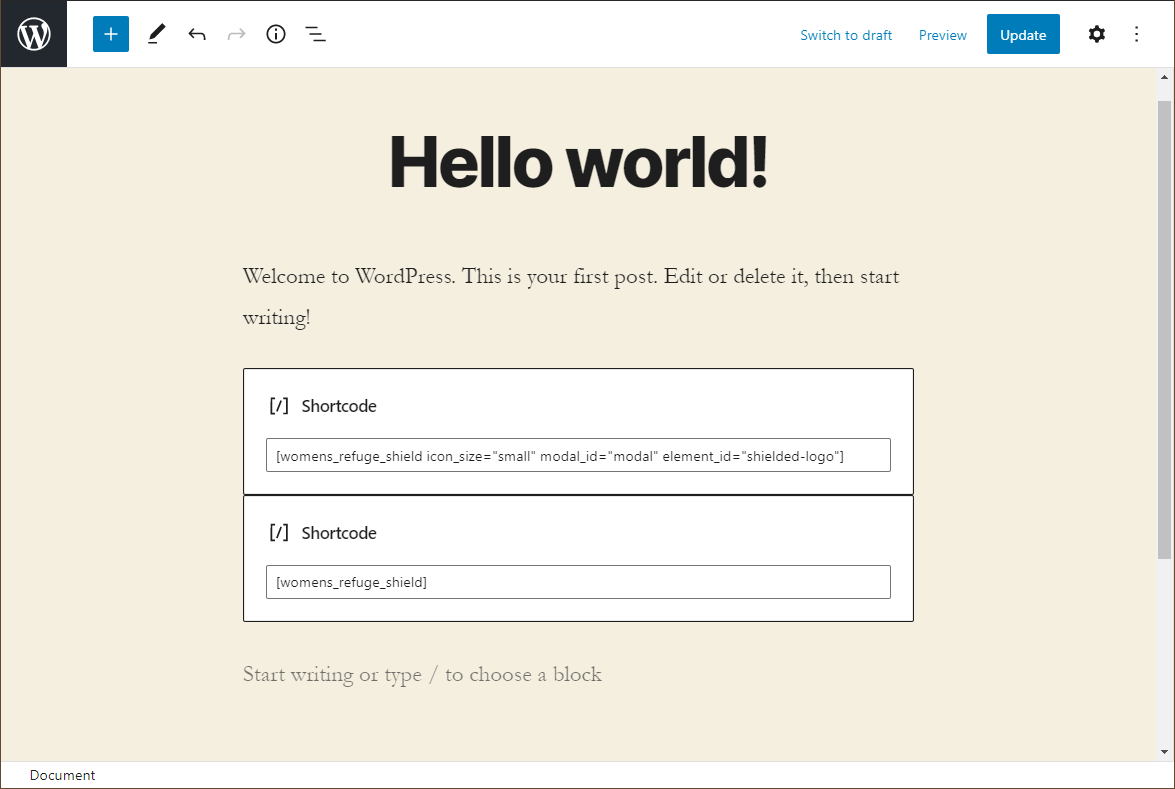 Switch to draft Preview Update
Hello world!
Welcome to WordPress. This is your first post. Edit or delete it, then start
writing!
[/] Shortcode
[womens_refuge_shield icon_size="small" modal_id="modal" element_id="shielded-logo"]
[/] Shortcode
[womens_refuge_shield]
Start writing or type / to choose a block
Document